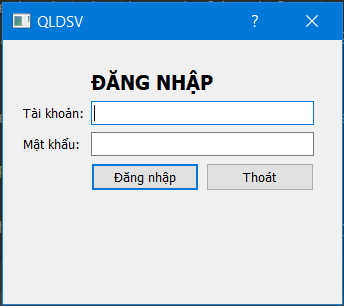 QLDSV
ĐĂNG NHẬP
Tài khoản:
Mật khẩu:
Đăng nhập Thoát